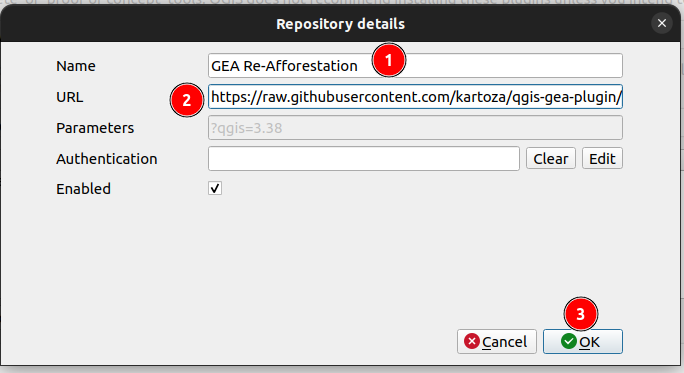 Repository details
Name GEA Re-Afforestation 1
URL 2 https://raw.githubusercontent.com/kartoza/qgis-gea-plugin/
Parameters ?qgis=3.38
Authentication Clear Edit
Enabled
3
Cancel OK